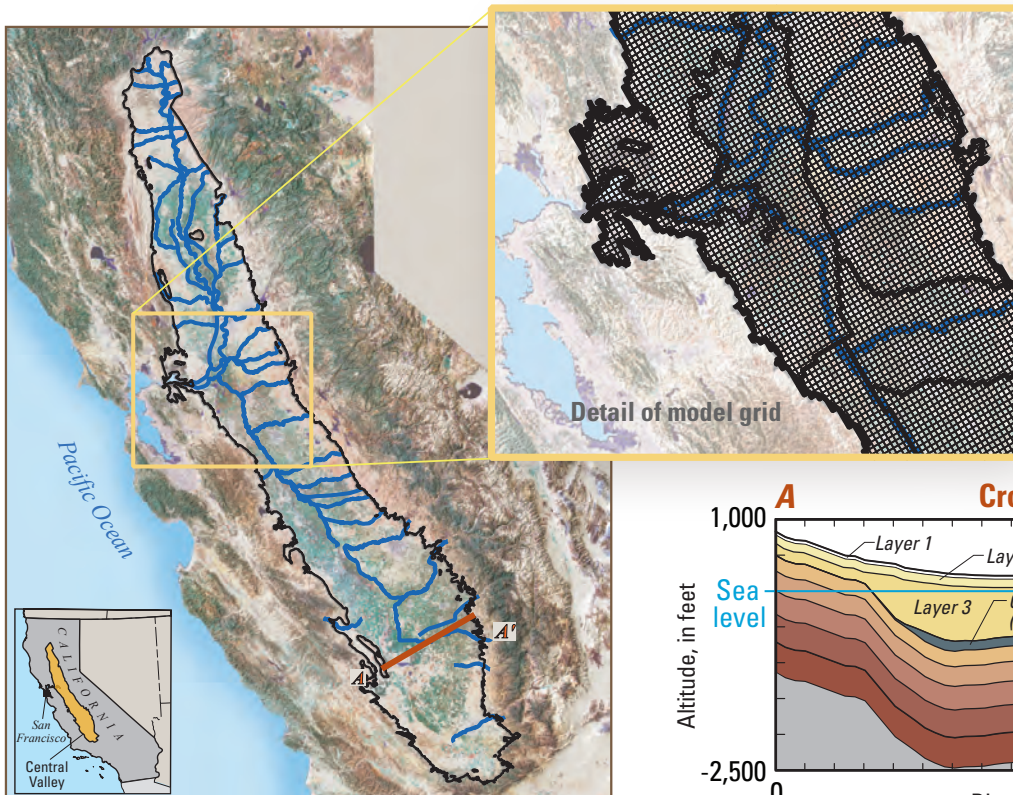 Detail of model grid
Pacific Ocean
A
A'
CALIFORNIA
San
Francisco
Central
Valley
A
Cro
1,000
Layer 1
Lay
Sea
level
Layer 3
Altitude, in feet
-2,500
0